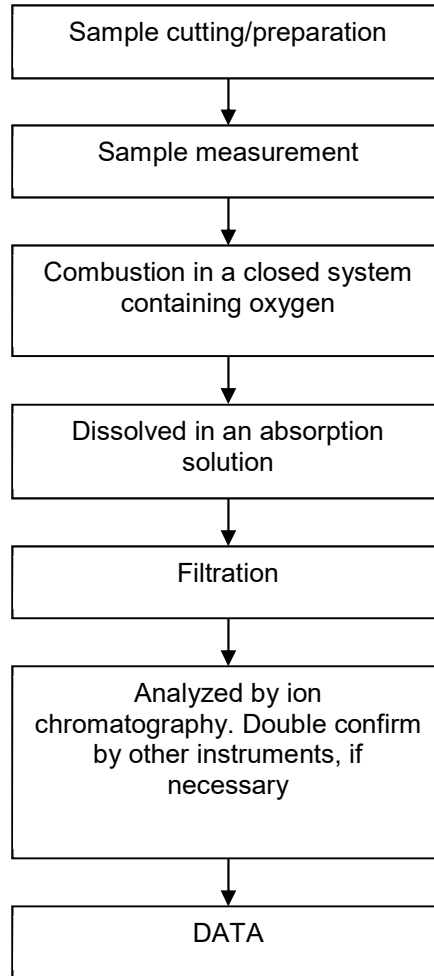 Sample cutting/preparation
Sample measurement
Combustion in a closed system
containing oxygen
Dissolved in an absorption
solution
Filtration
Analyzed by ion
chromatography. Double confirm
by other instruments, if
necessary
DATA